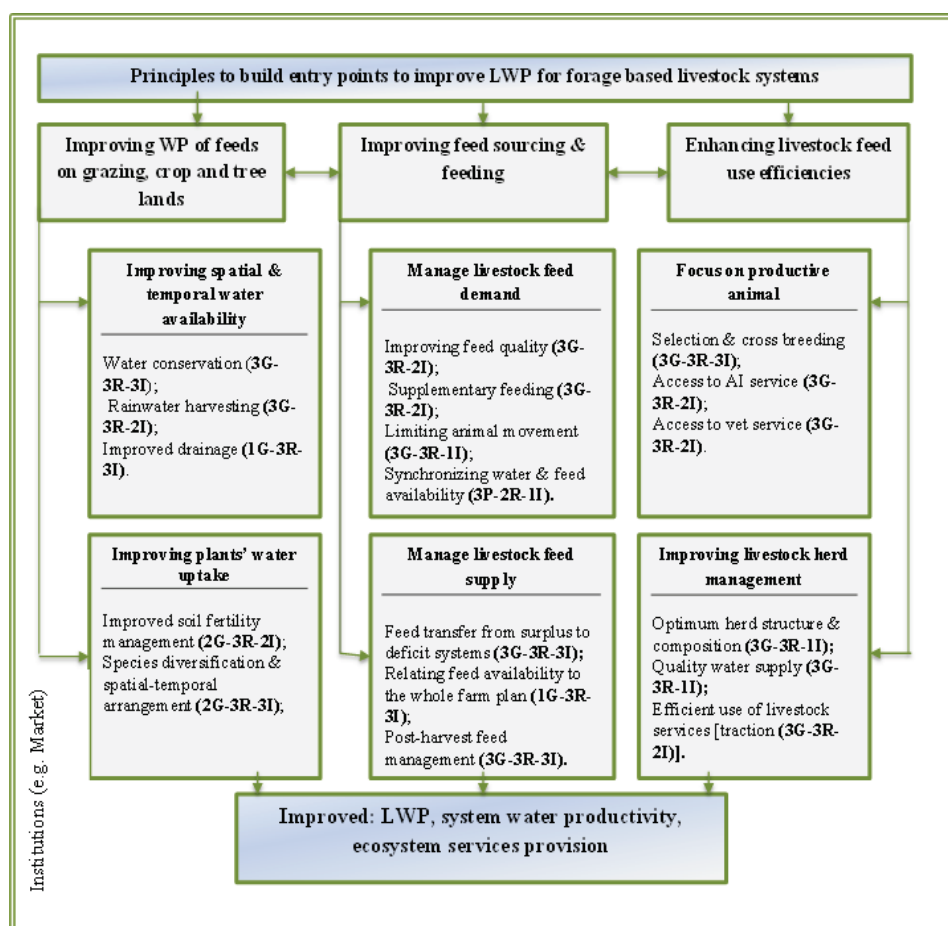 Principles to build entry points to improve LWP for forage based livestock systems
Improving WP of feeds
on grazing, crop and tree
lands
Improving feed sourcing &
feeding
Enhancing livestock feed
use efficiencies
Improving spatial &
temporal water
availability
Water conservation (3G-
3R-3I);
Rainwater harvesting (3G-
3R-2I);
Improved drainage (1G-3R-
3I).
Manage livestock feed
demand
Improving feed quality (3G-
3R-2I);
Supplementary feeding (3G-
3R-2I);
Limiting animal movement
(3G-3R-1I);
Synchronizing water & feed
availability (3P-2R-1I).
Focus on productive
animal
Selection & cross breeding
(3G-3R-3I);
Access to AI service (3G-
3R-2I);
Access to vet service (3G-
3R-2I).
Improving plants' water
uptake
Improved soil fertility
management (2G-3R-2I);
Species diversification &
spatial-temporal
arrangement (2G-3R-3I);
Manage livestock feed
supply
Feed transfer from surplus to
deficit systems (3G-3R-3I);
Relating feed availability to
the whole farm plan (1G-3R-
3I);
Post-harvest feed
management (3G-3R-3I).
Improving livestock herd
management
Optimum herd structure &
composition (3G-3R-1I);
Quality water supply (3G-
3R-1I);
Efficient use of livestock
services [traction (3G-3R-
2I)].
Institutions (e.g. Market)
Improved: LWP, system water productivity,
ecosystem services provision